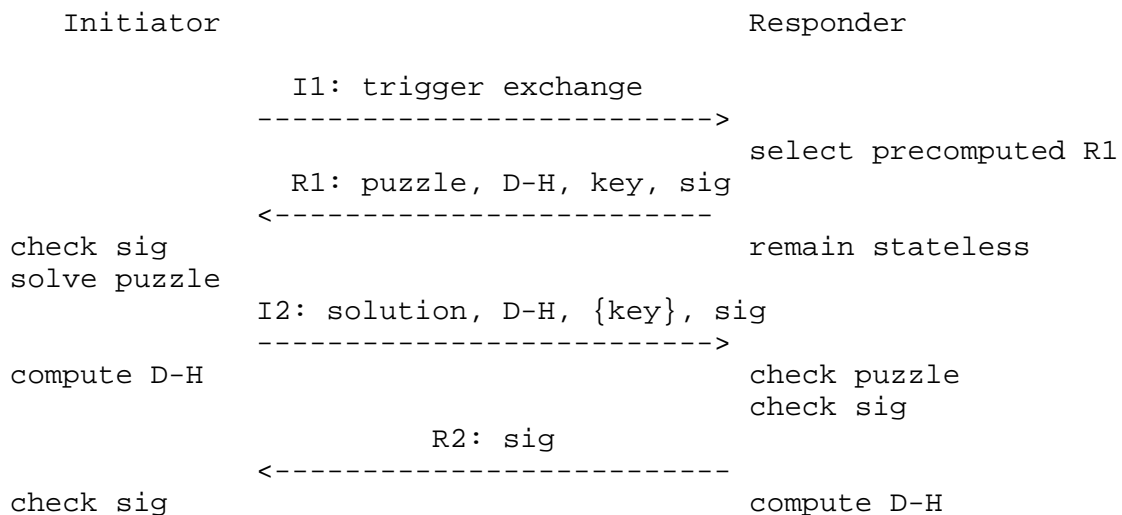 Initiator                              Responder
I1: trigger exchange
-------------------------->
select precomputed R1
R1: puzzle, D-H, key, sig
<-------------------------
check sig                              remain stateless
solve puzzle
I2: solution, D-H, {key}, sig
-------------------------->
compute D-H                            check puzzle
check sig
R2: sig
<--------------------------
check sig                              compute D-H